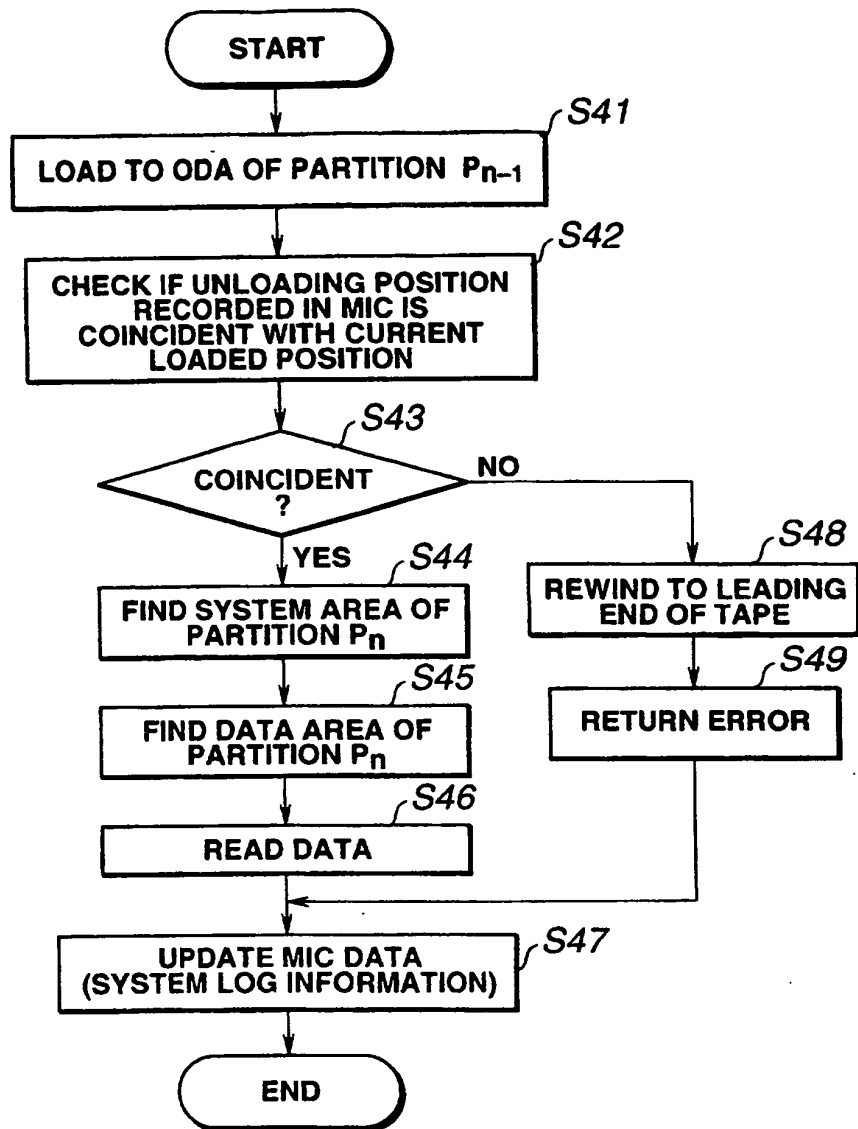 START
S41
LOAD TO ODA OF PARTITION Pn-1
S42
CHECK IF UNLOADING POSITION
RECORDED IN MIC IS
COINCIDENT WITH CURRENT
LOADED POSITION
S43
COINCIDENT
?
NO
YES
S44
FIND SYSTEM AREA OF
PARTITION Pn
S45
FIND DATA AREA OF
PARTITION Pn
S46
READ DATA
S48
REWIND TO LEADING
END OF TAPE
S49
RETURN ERROR
S47
UPDATE MIC DATA
(SYSTEM LOG INFORMATION)
END